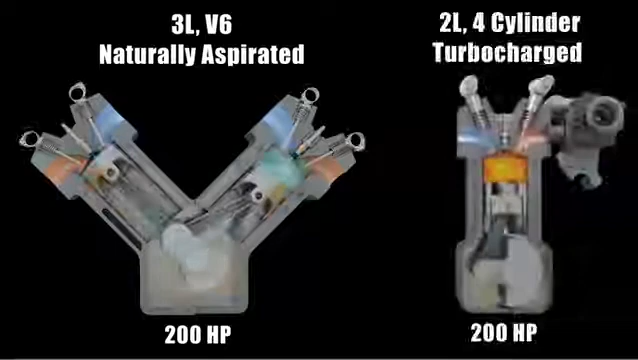 3L, V6
Naturally Aspirated
2L, 4 Cylinder
Turbocharged
200 HP
200 HP